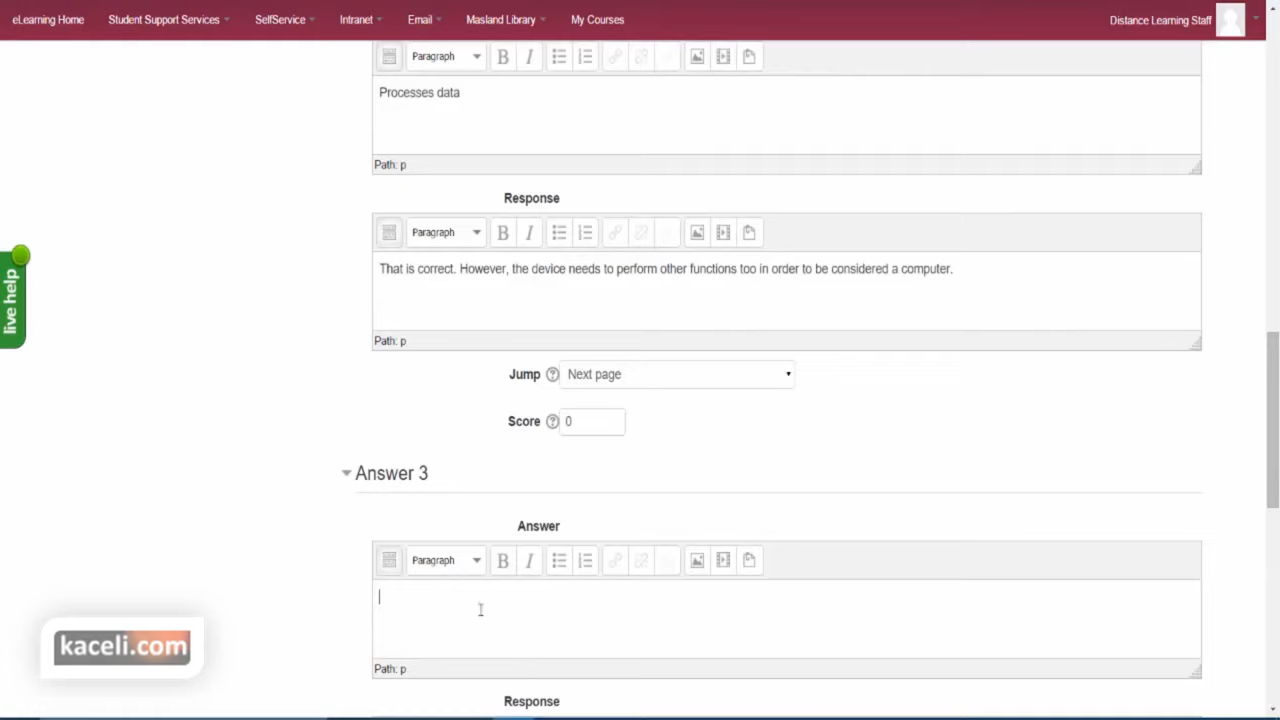 eLearning Home Student Support Services SelfService Intranet Email Masland Library My Courses Distance Learning Staff
Paragraph B I
Processes data
Path: p
live help
Response
Paragraph B I
That is correct. However, the device needs to perform other functions too in order to be considered a computer.
Path: p
Jump ? Next page
Score ? 0
Answer 3
Answer
Paragraph B I
kaceli.com
Path: p
Response